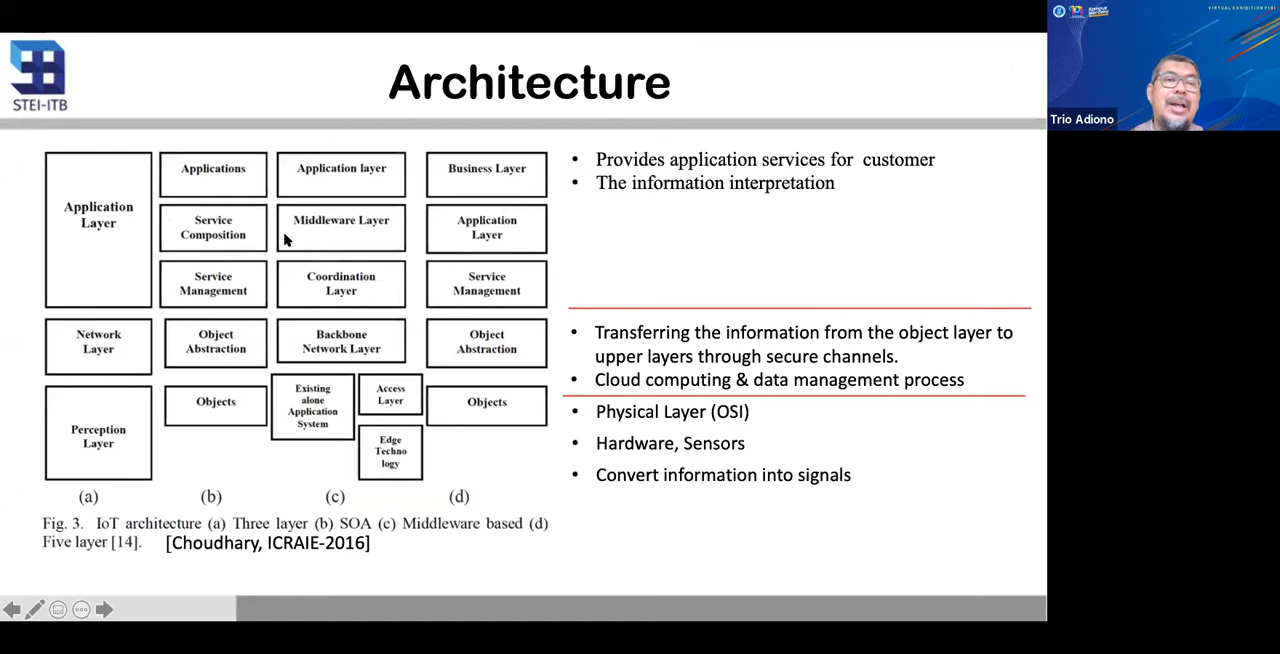 STEI-ITB
Architecture
VIRTUAL EXHIBITION P2D1
Trio Adiono
Application
Layer
Network
Layer
Perception
Layer
(a)
Applications
Service
Composition
Service
Management
Object
Abstraction
Objects
(b)
Application layer
Middleware Layer
Coordination
Layer
Backbone
Network Layer
Existing
alone
Application
System
Access
Layer
Edge
Techno
logy
(c)
Business Layer
Application
Layer
Service
Management
Object
Abstraction
Objects
(d)
Fig. 3. IoT architecture (a) Three layer (b) SOA (c) Middleware based (d)
Five layer [14]. [Choudhary, ICRAIE-2016]
• Provides application services for customer
• The information interpretation
• Transferring the information from the object layer to
upper layers through secure channels.
• Cloud computing & data management process
• Physical Layer (OSI)
• Hardware, Sensors
• Convert information into signals